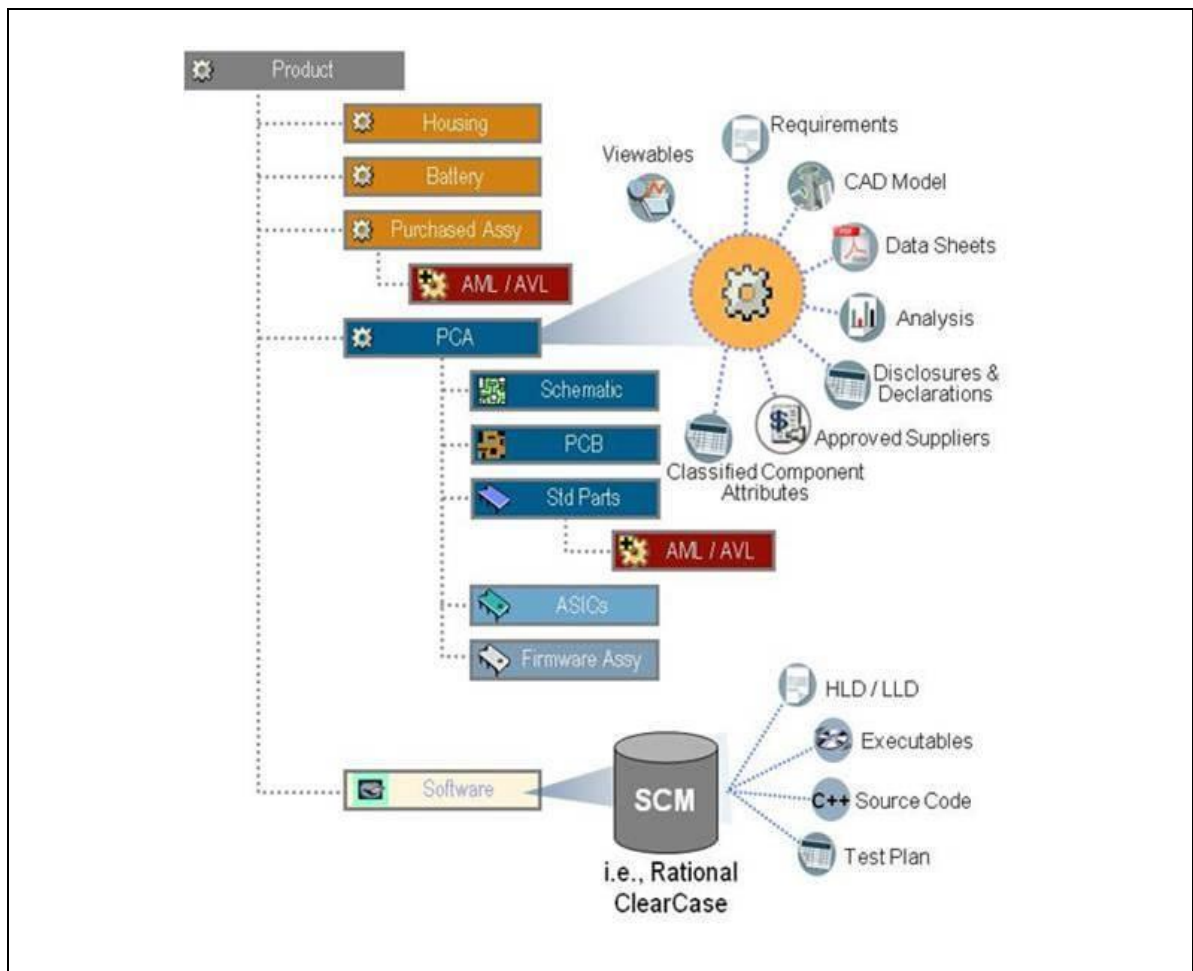 Product
Housing
Battery
Purchased Assy
AML / AVL
PCA
Schematic
PCB
Std Parts
AML / AVL
ASICs
Firmware Assy
Software
Viewables
Requirements
CAD Model
PDF
Data Sheets
Analysis
Disclosures &
Declarations
$
Approved Suppliers
Classified Component
Attributes
SCM
i.e., Rational
ClearCase
HLD / LLD
Executables
C++ Source Code
Test Plan